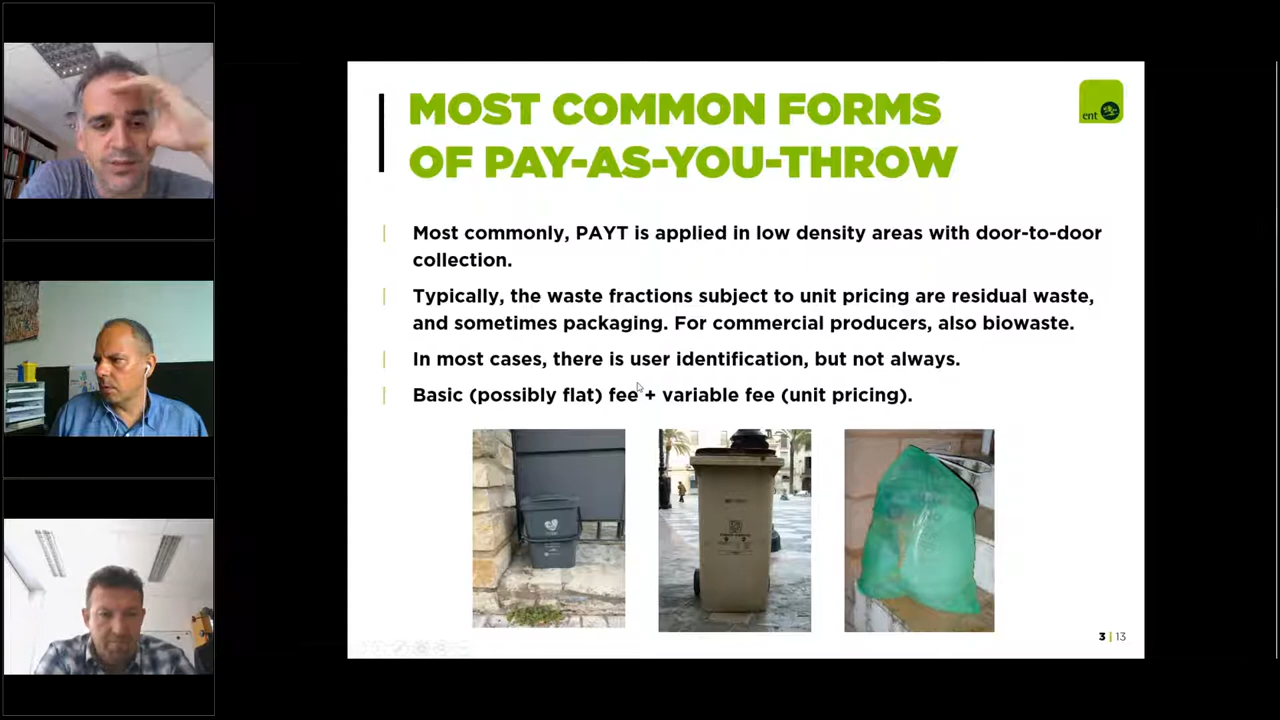 MOST COMMON FORMS
OF PAY-AS-YOU-THROW
ent
Most commonly, PAYT is applied in low density areas with door-to-door
collection.
Typically, the waste fractions subject to unit pricing are residual waste,
and sometimes packaging. For commercial producers, also biowaste.
In most cases, there is user identification, but not always.
Basic (possibly flat) fee + variable fee (unit pricing).
3 | 13